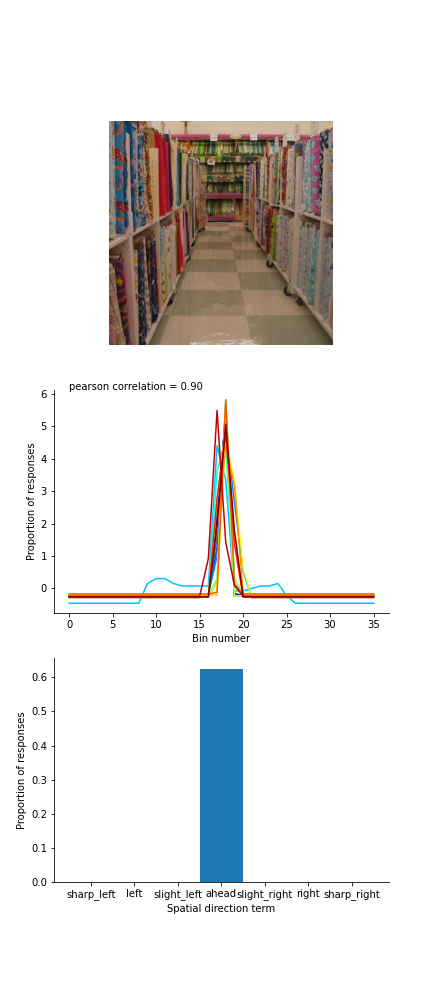 pearson correlation = 0.90
Proportion of responses
6
5
4
3
2
1
0
0 5 10 15 20 25 30 35
Bin number
Proportion of responses
0.6
0.5
0.4
0.3
0.2
0.1
0.0
sharp_left left slight_left ahead slight_right right sharp_right
Spatial direction term